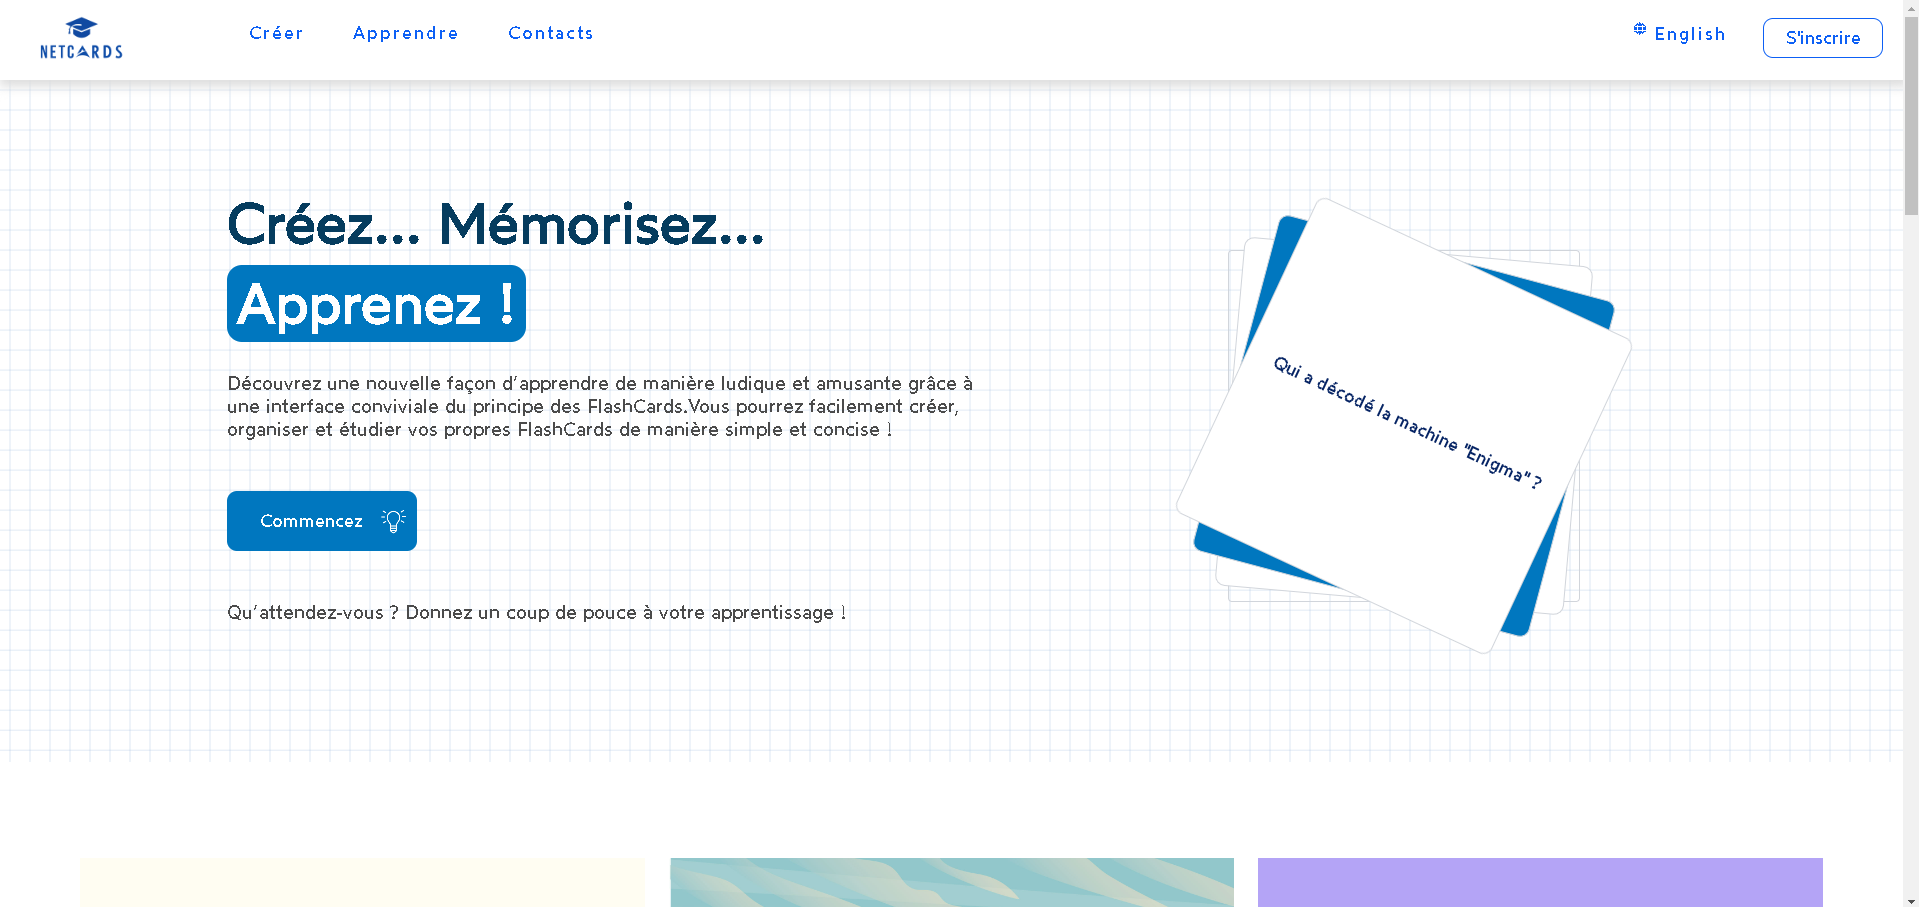 NETCARDS
Créer
Apprendre
Contacts
English
S'inscrire
Créez... Mémorisez...
Apprenez !
Découvrez une nouvelle façon d’apprendre de manière ludique et amusante grâce à
une interface conviviale du principe des FlashCards.Vous pourrez facilement créer,
organiser et étudier vos propres FlashCards de manière simple et concise !
Commencez
Qu’attendez-vous ? Donnez un coup de pouce à votre apprentissage !
Qui a décodé la machine "Enigma" ?